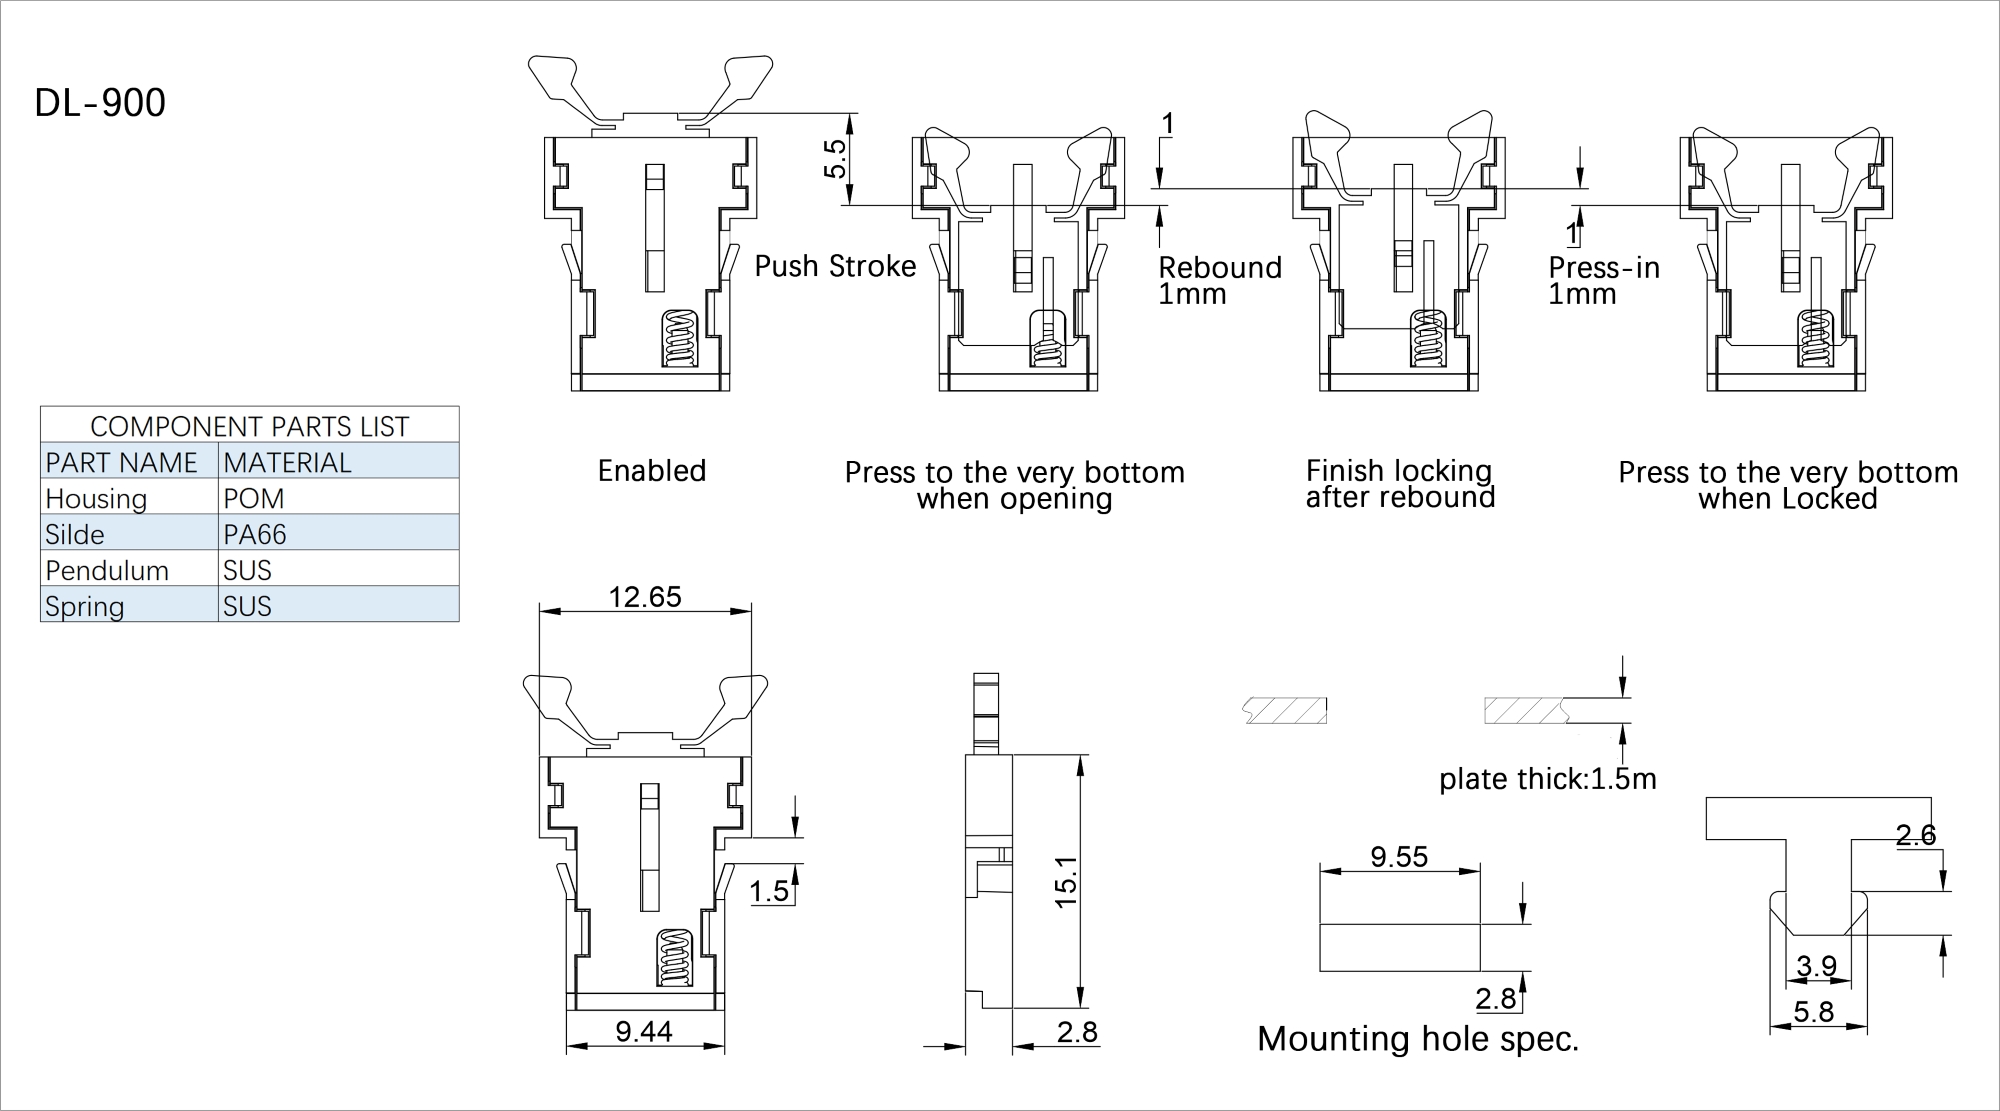 DL-900
5.5
1
1
Push Stroke
Rebound
1mm
Press-in
1mm
Enabled
Press to the very bottom
when opening
Finish locking
after rebound
Press to the very bottom
when Locked
COMPONENT PARTS LIST
PART NAME MATERIAL
Housing POM
Silde PA66
Pendulum SUS
Spring SUS
12.65
1.5
9.44
15.1
2.8
plate thick:1.5m
9.55
2.8
Mounting hole spec.
2.6
3.9
5.8